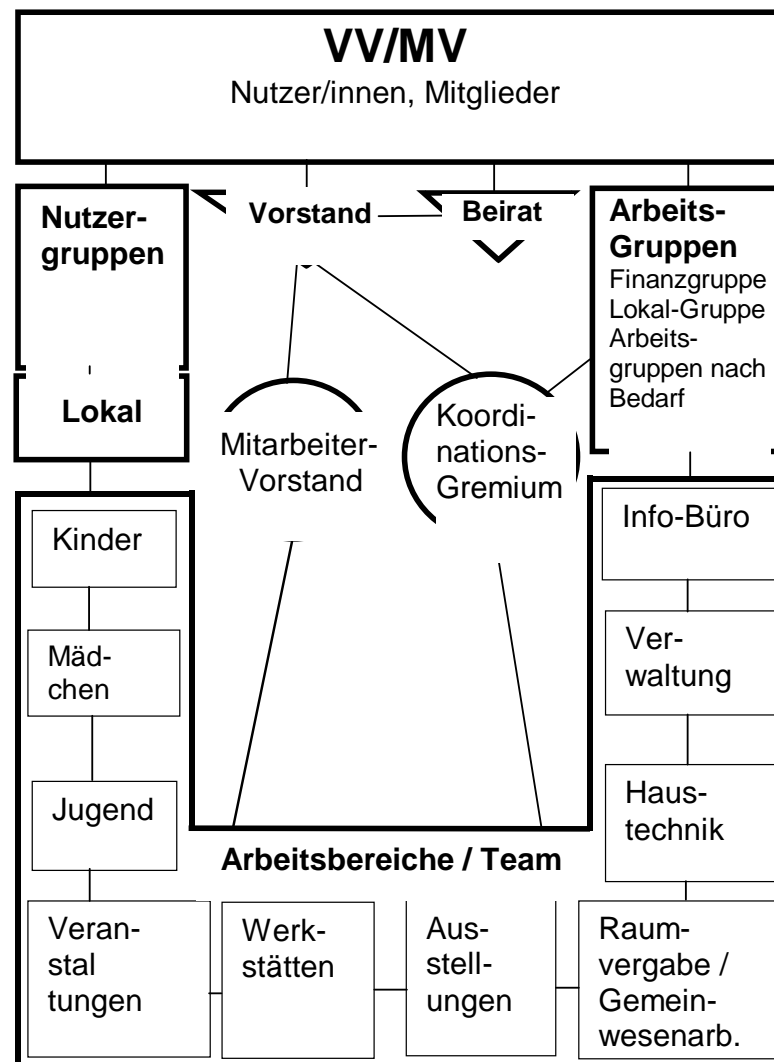 VV/MV
Nutzer/innen, Mitglieder
Nutzer-
gruppen
Vorstand
Beirat
Arbeits-
Gruppen
Finanzgruppe
Lokal-Gruppe
Arbeits-
gruppen nach
Bedarf
Lokal
Mitarbeiter-
Vorstand
Koordi-
nations-
Gremium
Kinder
Mäd-
chen
Jugend
Info-Büro
Ver-
waltung
Haus-
technik
Arbeitsbereiche / Team
Veran-
stal
tungen
Werk-
stätten
Aus-
stell-
ungen
Raum-
vergabe /
Gemein-
wesenarb.